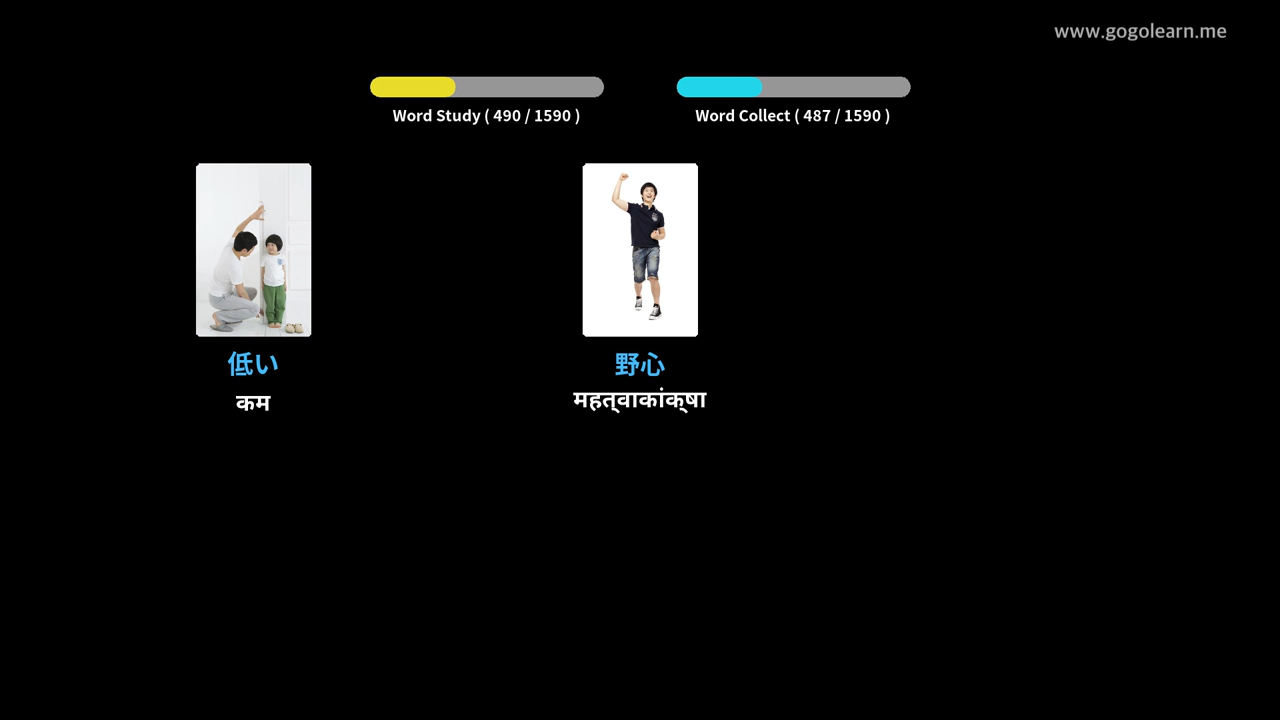 www.gogolearn.me
Word Study ( 490 / 1590 )
Word Collect ( 487 / 1590 )
低い
कम
野心
महत्‌वाकांक्‌षा